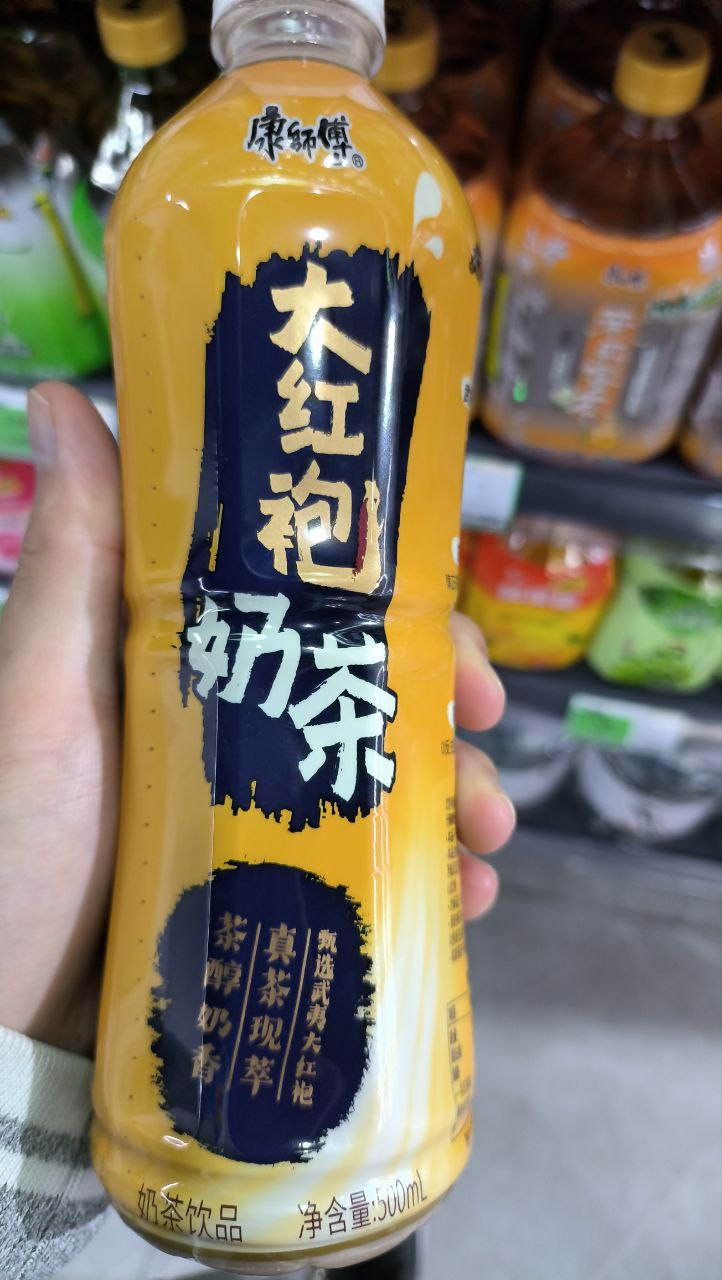 康師傅®
大红袍
奶茶
甄选武夷大红袍
真茶现萃
茶醇奶香
奶茶饮品
净含量:500mL